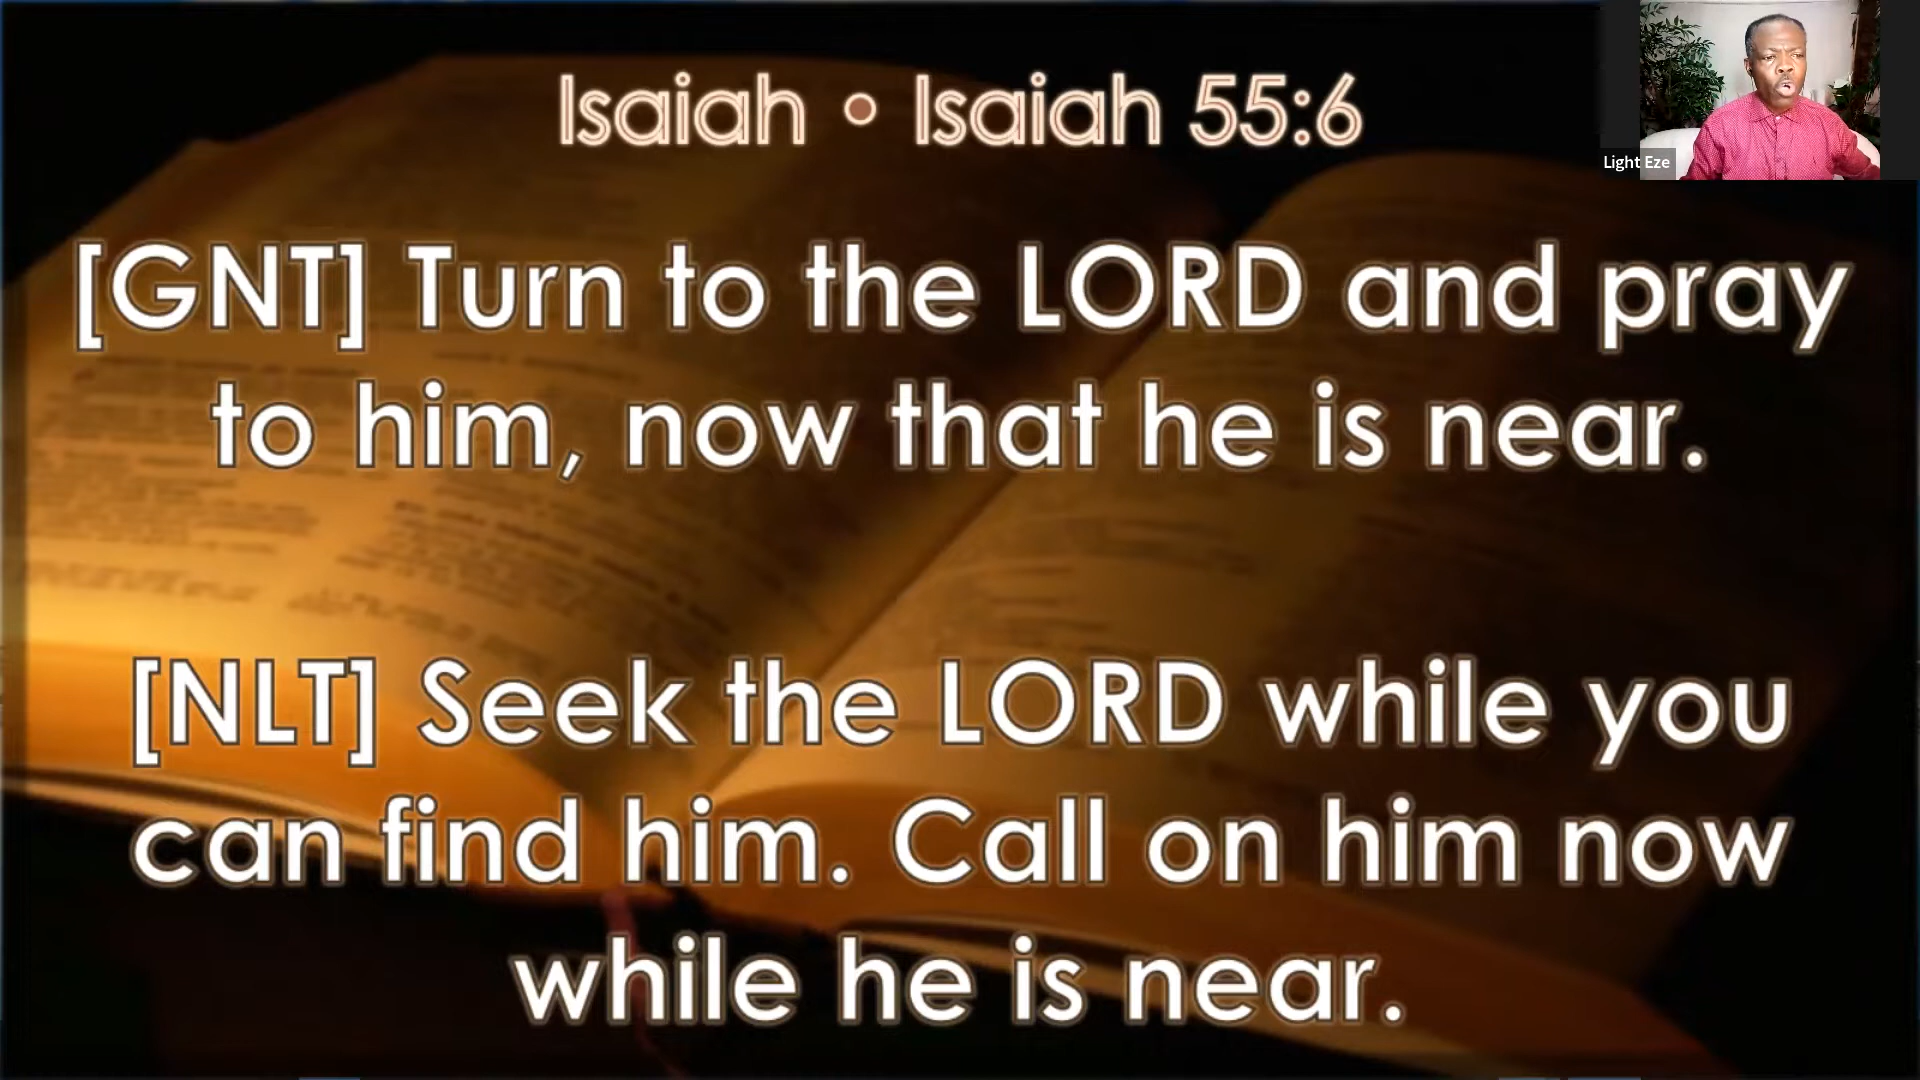 Isaiah • Isaiah 55:6
Light Eze
[GNT] Turn to the LORD and pray
to him, now that he is near.
[NLT] Seek the LORD while you
can find him. Call on him now
while he is near.